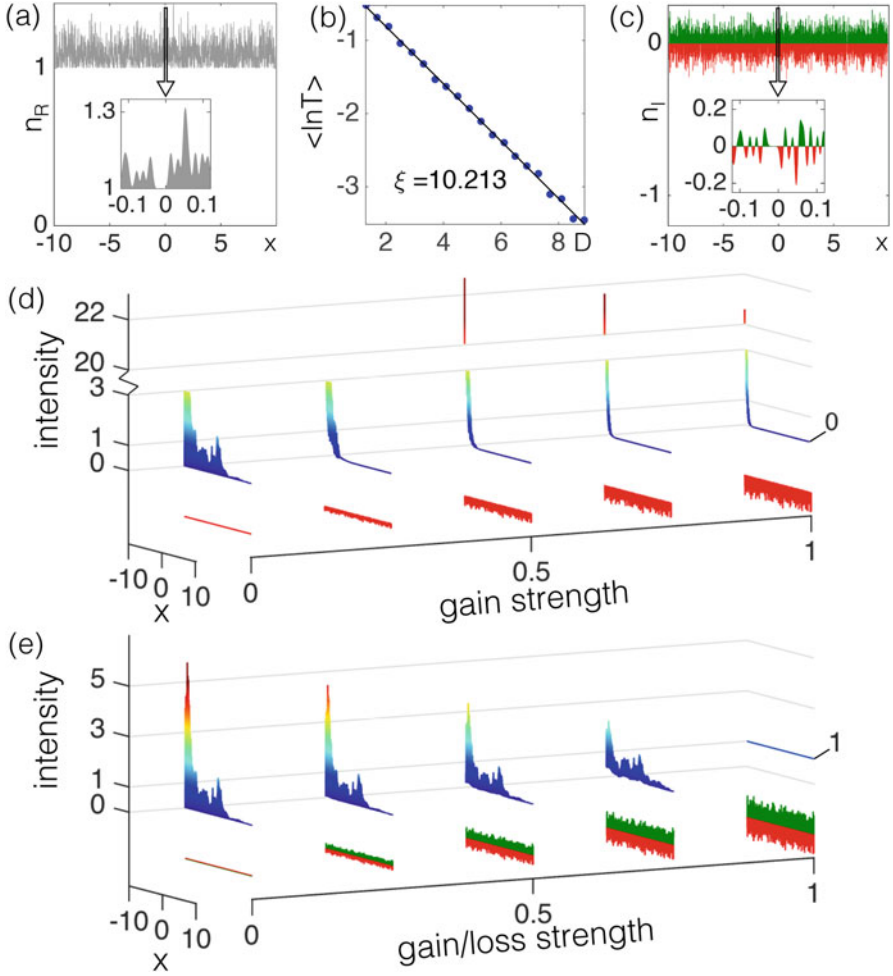 (a)
1
n_R
0
-10 -5 0 5 x
1.3
1
-0.1 0 0.1
(b)
-1
-2
-3
<lnT>
ξ =10.213
2 4 6 8 D
(c)
0
n_I
-1
-10 -5 0 5 x
0.2
0
-0.2
-0.1 0 0.1
(d)
22
20
3
1
0
intensity
0
-10 0 10
x
0 0.5 1
gain strength
(e)
5
3
1
0
intensity
1
-10 0 10
x
0 0.5 1
gain/loss strength